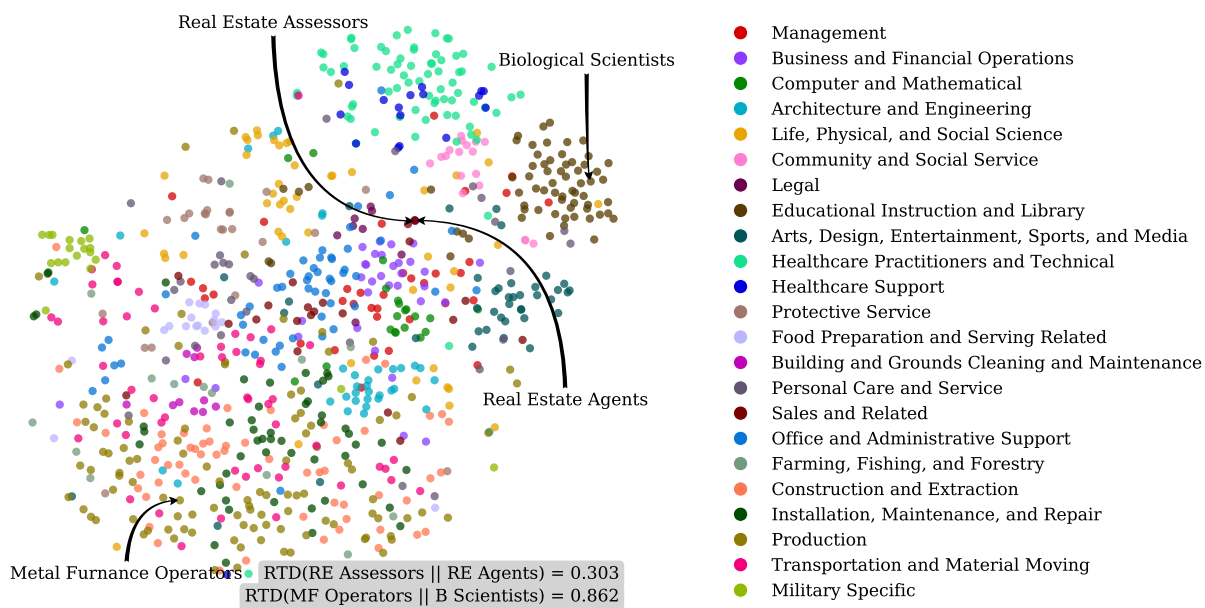 Real Estate Assessors
Biological Scientists
Real Estate Agents
Metal Furnance Operators
RTD(RE Assessors || RE Agents) = 0.303
RTD(MF Operators || B Scientists) = 0.862
Management
Business and Financial Operations
Computer and Mathematical
Architecture and Engineering
Life, Physical, and Social Science
Community and Social Service
Legal
Educational Instruction and Library
Arts, Design, Entertainment, Sports, and Media
Healthcare Practitioners and Technical
Healthcare Support
Protective Service
Food Preparation and Serving Related
Building and Grounds Cleaning and Maintenance
Personal Care and Service
Sales and Related
Office and Administrative Support
Farming, Fishing, and Forestry
Construction and Extraction
Installation, Maintenance, and Repair
Production
Transportation and Material Moving
Military Specific